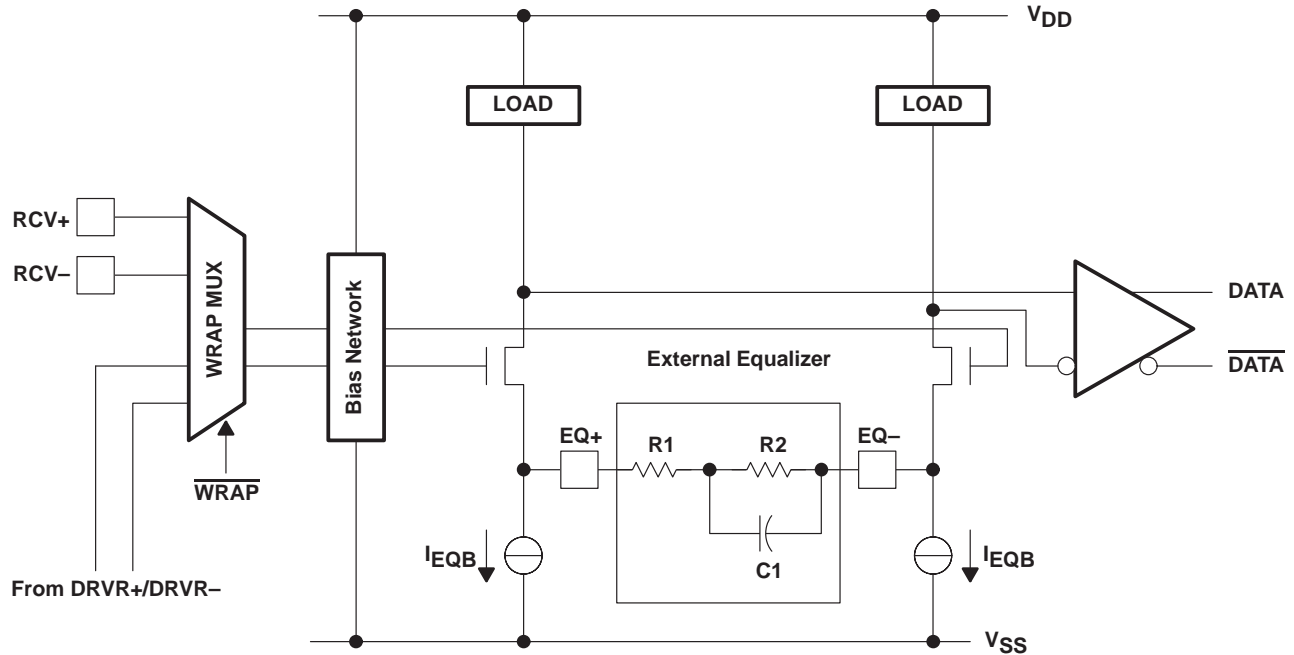 VDD
LOAD
LOAD
RCV+
RCV–
WRAP MUX
Bias Network
DATA
DATA
External Equalizer
EQ+
R1
R2
EQ–
WRAP
IEQB
C1
IEQB
From DRVR+/DRVR–
VSS